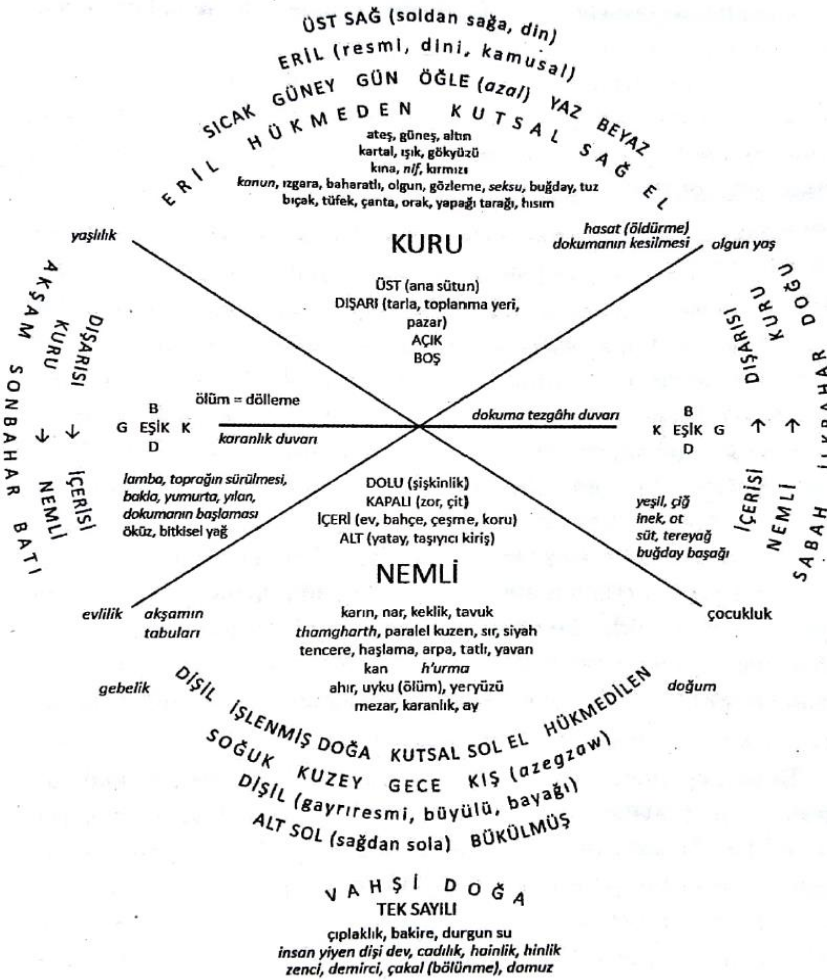 ÜST SAĞ (soldan sağa, din)
ERİL (resmi, dini, kamusal)
SICAK GÜNEY GÜN ÖĞLE (azal) YAZ BEYAZ
ERİL HÜKMEDEN KUTSAL SAĞ EL
ateş, güneş, altın
kartal, ışık, gökyüzü
kına, nif, kırmızı
kanun, ızgara, baharatlı, olgun, gözleme, seksu, buğday, tuz
bıçak, tüfek, çanta, orak, yapağı tarağı, hısım
yaşlılık
KURU
hasat (öldürme)
dokumanın kesilmesi
olgun yaş
ÜST (ana sütun)
DIŞARI (tarla, toplanma yeri,
pazar)
AÇIK
BOŞ
AKŞAM SONBAHAR BATI
KURU → NEMLİ
DIŞARISI → İÇERİSİ
B
G EŞİK K
D
ölüm = dölleme
karanlık duvarı
dokuma tezgâhı duvarı
B
K EŞİK G
D
İÇERİSİ → DIŞARISI
NEMLİ → KURU
SABAH İLKBAHAR DOĞU
lamba, toprağın sürülmesi,
bakla, yumurta, yılan,
dokumanın başlaması
öküz, bitkisel yağ
DOLU (şişkinlik)
KAPALI (zor, çit)
İÇERİ (ev, bahçe, çeşme, koru)
ALT (yatay, taşıyıcı kiriş)
yeşil, çiğ
inek, ot
süt, tereyağ
buğday başağı
NEMLİ
evlilik
akşamın
tabuları
çocukluk
karın, nar, keklik, tavuk
thamgharth, paralel kuzen, sır, siyah
tencere, haşlama, arpa, tatlı, yavan
kan h'urma
ahır, uyku (ölüm), yeryüzü
mezar, karanlık, ay
gebelik
doğum
DİŞİL İŞLENMİŞ DOĞA KUTSAL SOL EL HÜKMEDİLEN
SOĞUK KUZEY GECE KIŞ (azegzaw)
DİŞİL (gayrıresmi, büyülü, bayağı)
ALT SOL (sağdan sola) BÜKÜLMÜŞ
VAHŞİ DOĞA
TEK SAYILI
çıplaklık, bakire, durgun su
insan yiyen dişi dev, cadılık, hainlik, hinlik
zenci, demirci, çakal (bölünme), domuz